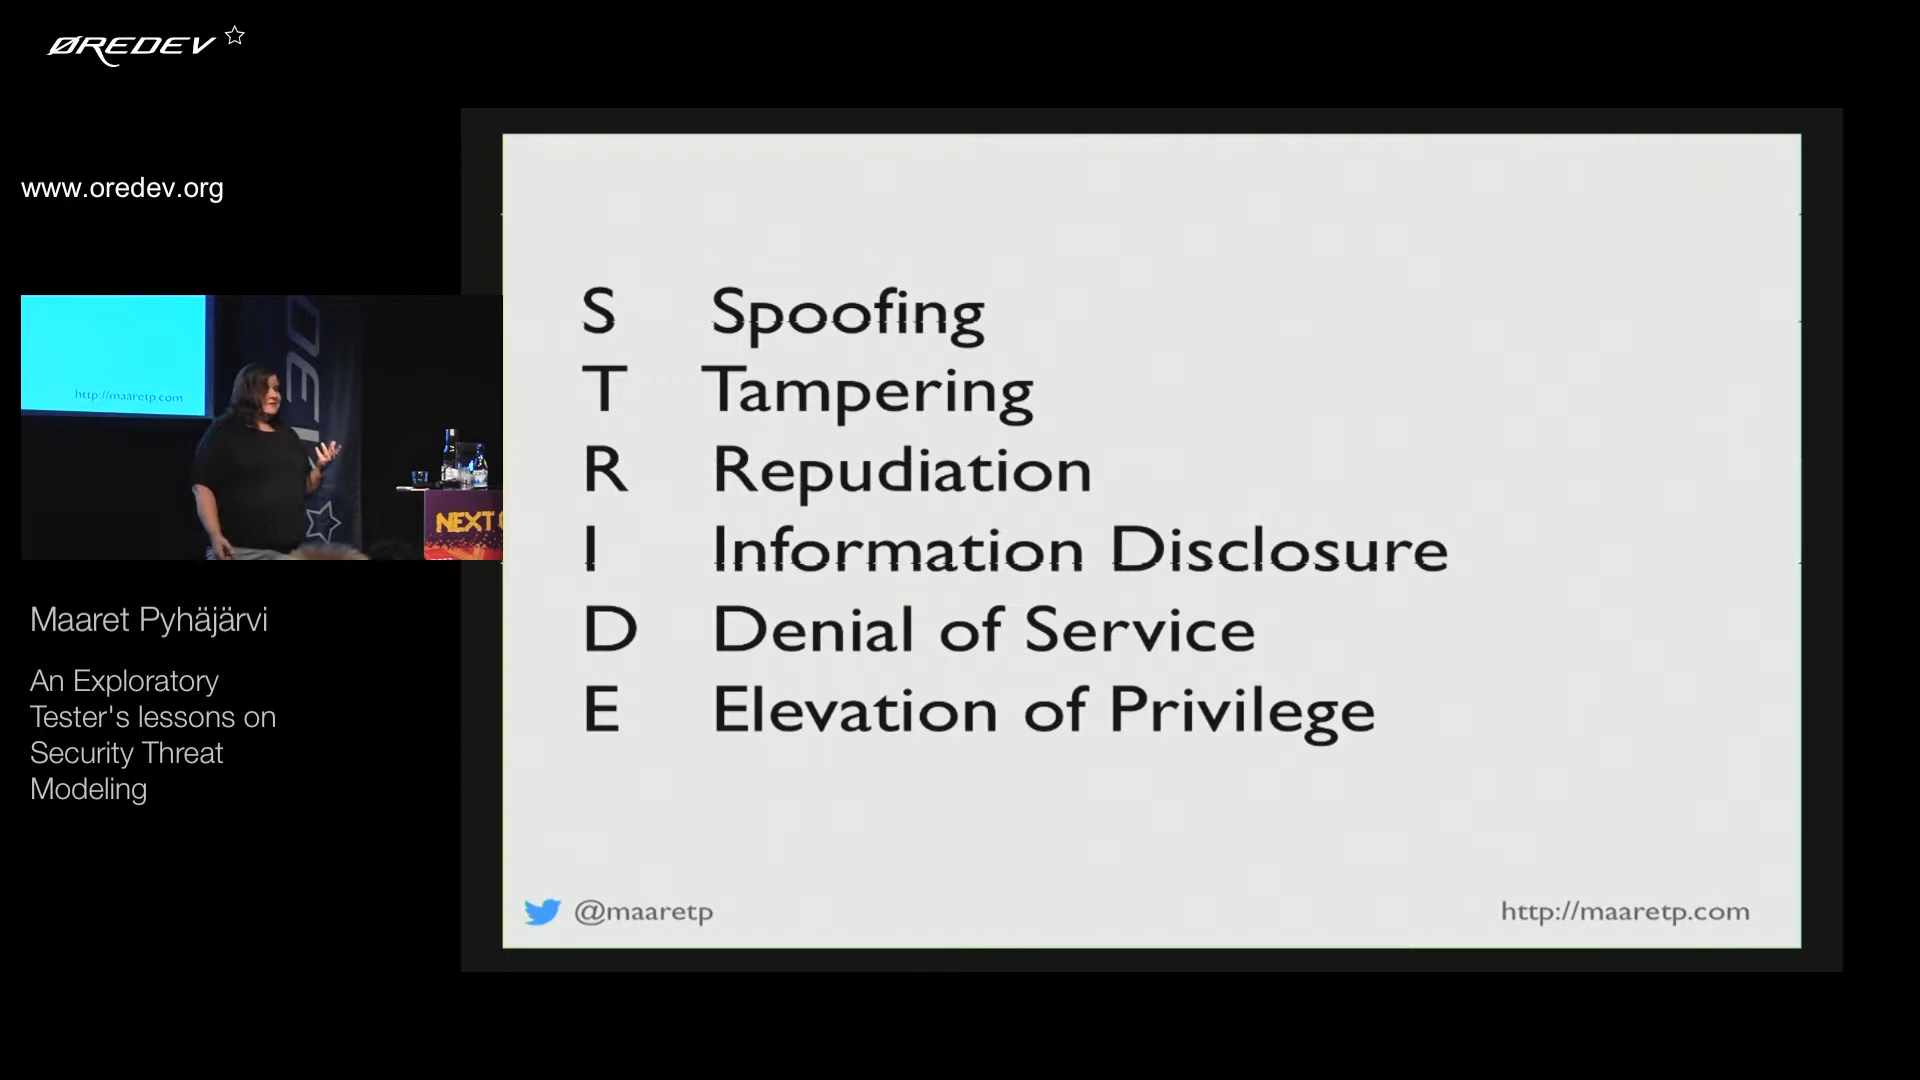 ØREDEV
www.oredev.org
http://maaretp.com
NEXT
Maaret Pyhäjärvi
An Exploratory
Tester's lessons on
Security Threat
Modeling
S Spoofing
T Tampering
R Repudiation
I Information Disclosure
D Denial of Service
E Elevation of Privilege
@maaretp
http://maaretp.com